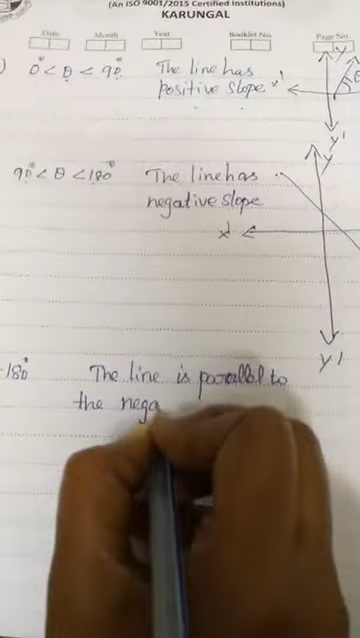 (An ISO 9001/2015 Certified Institutions)
KARUNGAL
Date Month Year Booklet No. Page No.
) 0° < θ < 90° The line has
positive slope x' y θ
y'
90° < θ < 180° The line has y
negative slope
x' 
y'
180° The line is parallel to
the nega